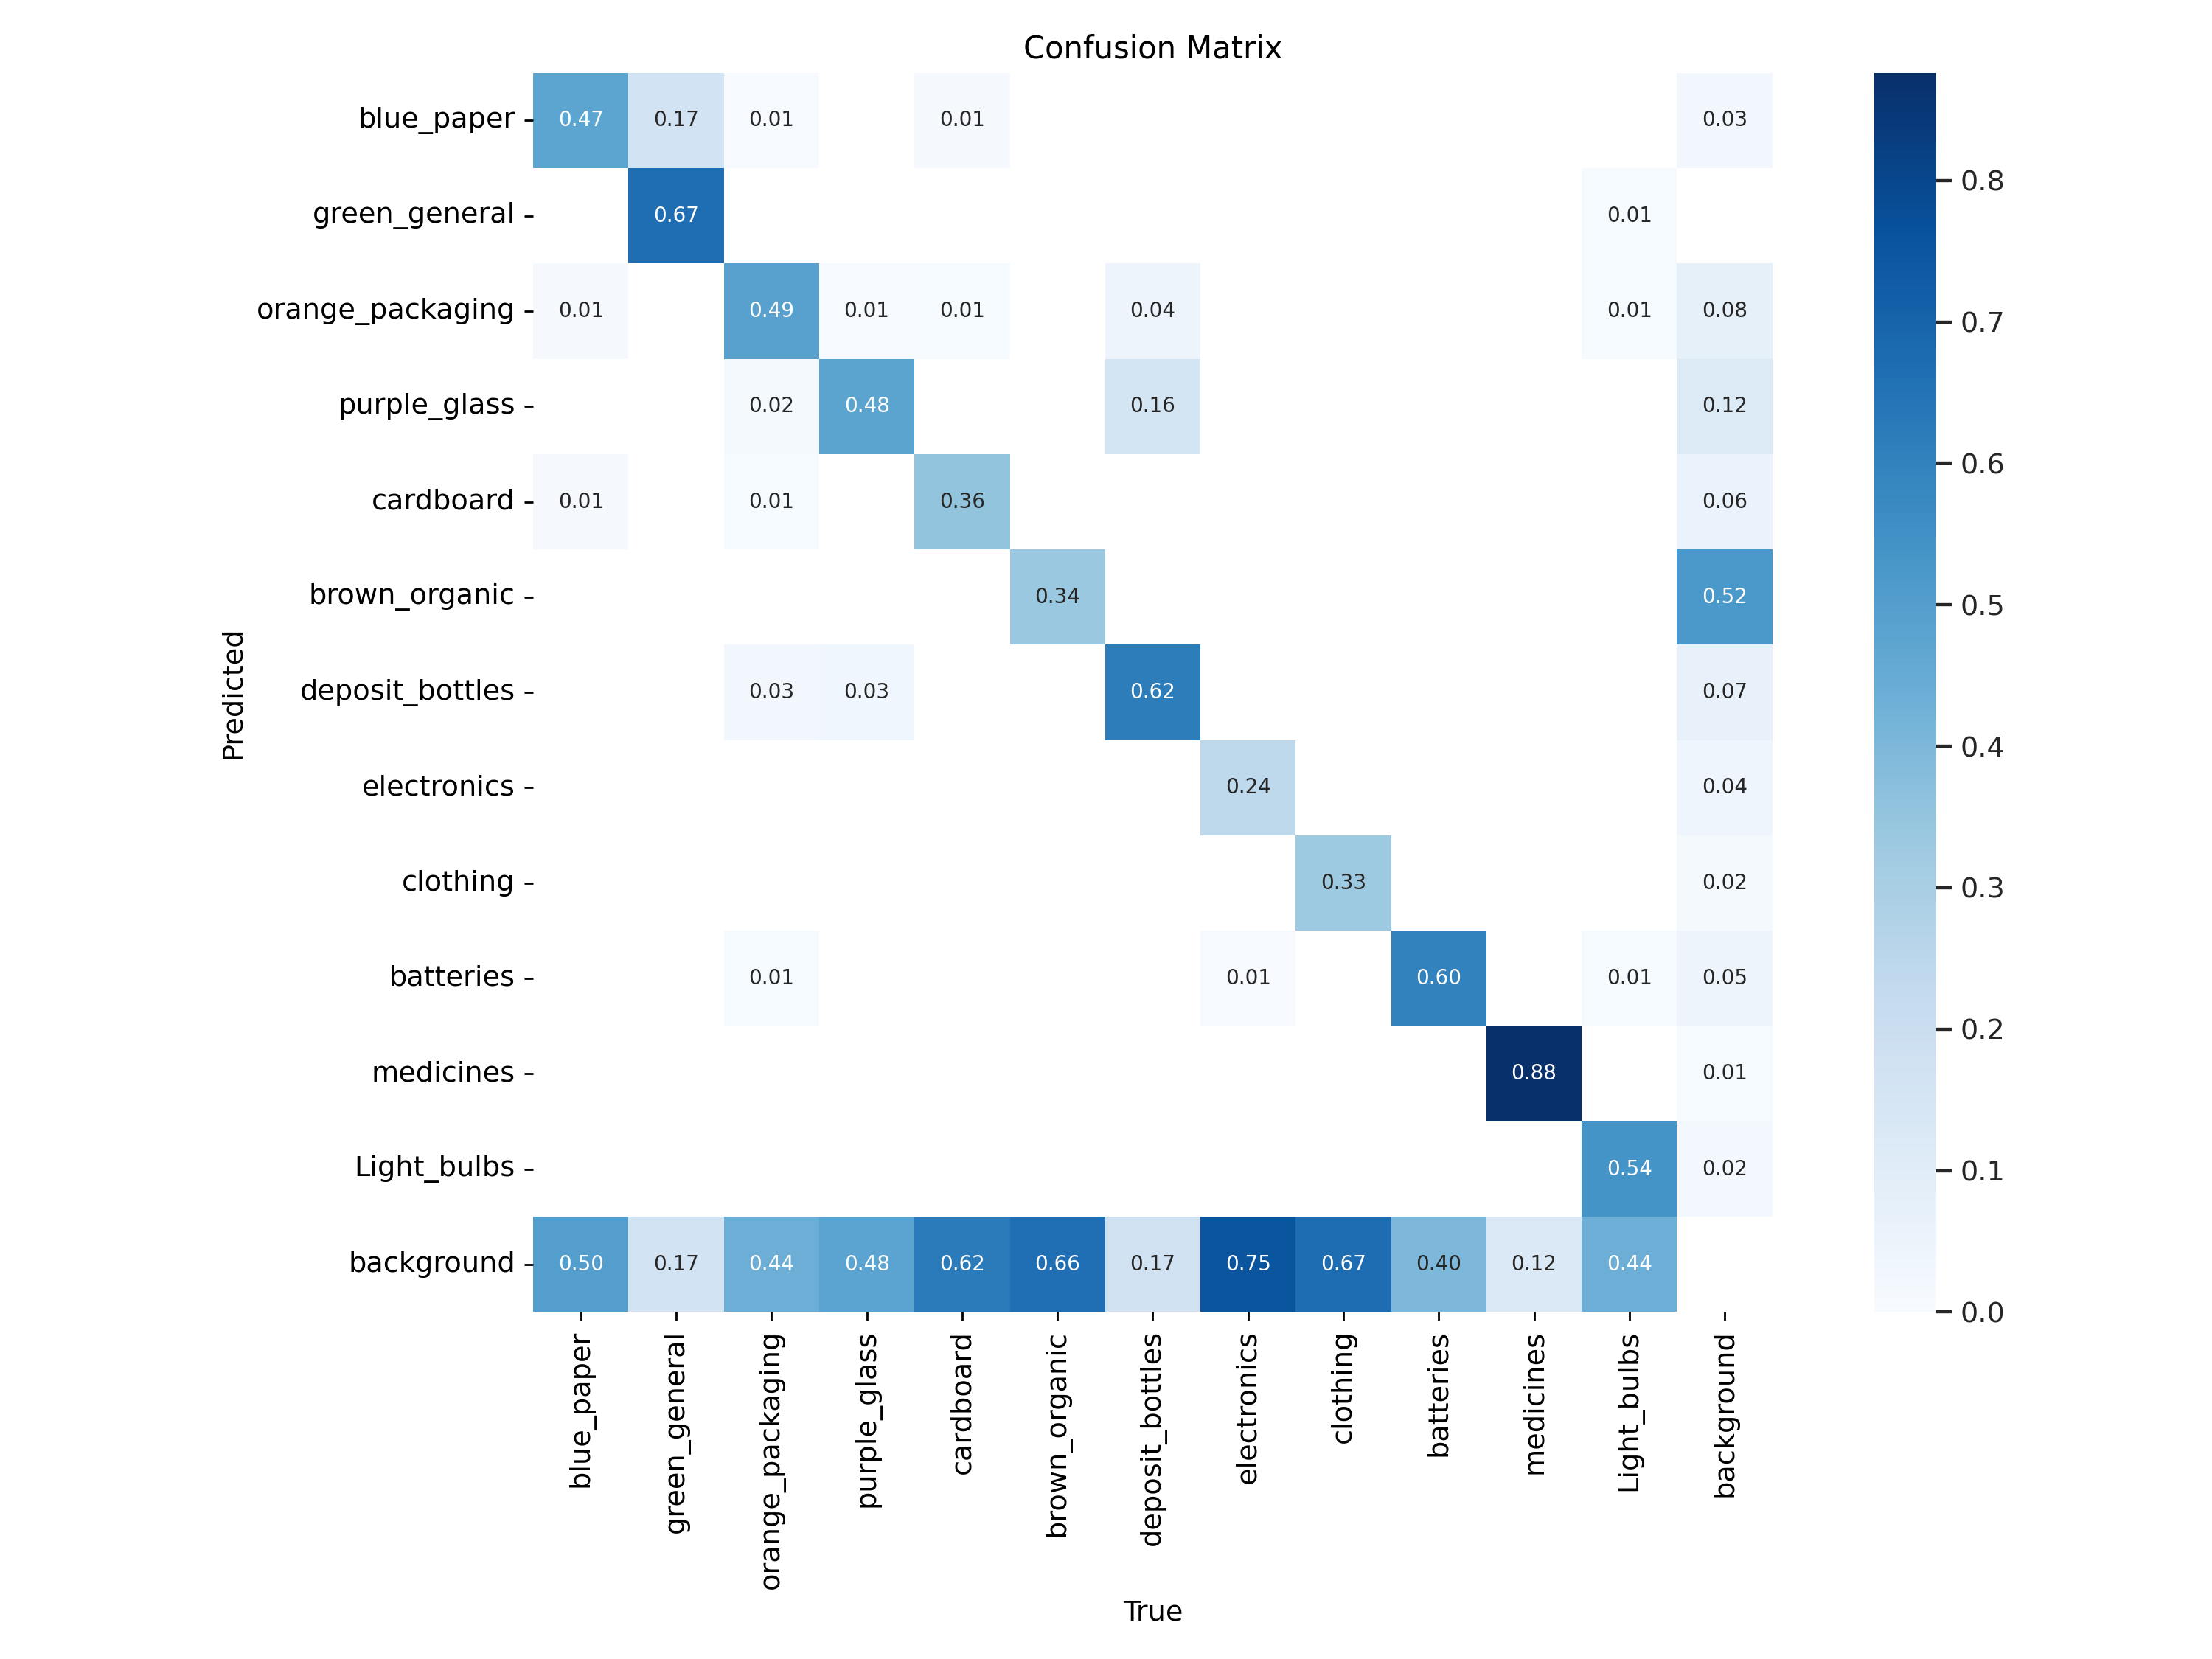 Confusion Matrix
blue_paper 0.47 0.17 0.01 0.01 0.03
green_general 0.67 0.01
orange_packaging 0.01 0.49 0.01 0.01 0.04 0.01 0.08
purple_glass 0.02 0.48 0.16 0.12
cardboard 0.01 0.01 0.36 0.06
brown_organic 0.34 0.52
deposit_bottles 0.03 0.03 0.62 0.07
electronics 0.24 0.04
clothing 0.33 0.02
batteries 0.01 0.01 0.60 0.01 0.05
medicines 0.88 0.01
Light_bulbs 0.54 0.02
background 0.50 0.17 0.44 0.48 0.62 0.66 0.17 0.75 0.67 0.40 0.12 0.44
Predicted
blue_paper
green_general
orange_packaging
purple_glass
cardboard
brown_organic
deposit_bottles
electronics
clothing
batteries
medicines
Light_bulbs
background
True
0.8
0.7
0.6
0.5
0.4
0.3
0.2
0.1
0.0